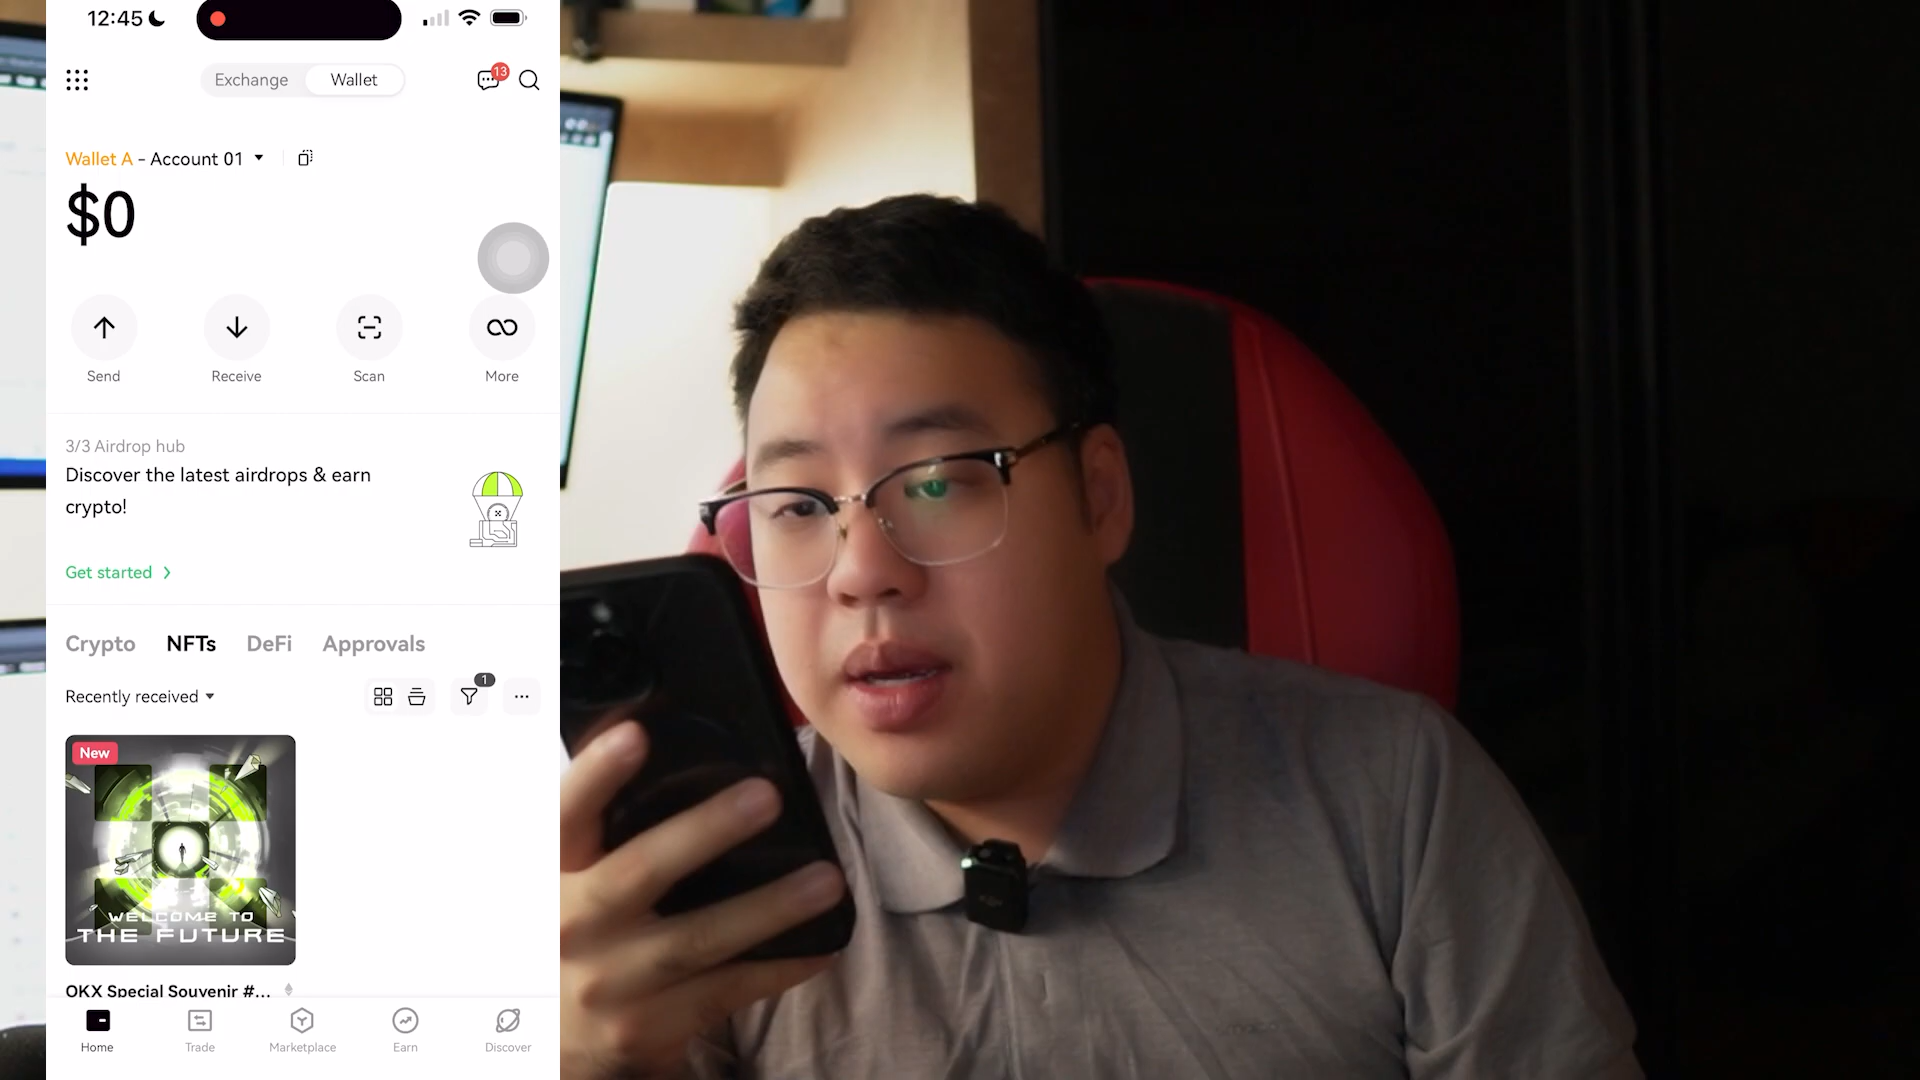 12:45
Exchange
Wallet
13
Wallet A - Account 01
$0
Send
Receive
Scan
More
3/3 Airdrop hub
Discover the latest airdrops & earn
crypto!
Get started
Crypto
NFTs
DeFi
Approvals
Recently received
1
New
WELCOME TO
THE FUTURE
OKX Special Souvenir #...
Home
Trade
Marketplace
Earn
Discover